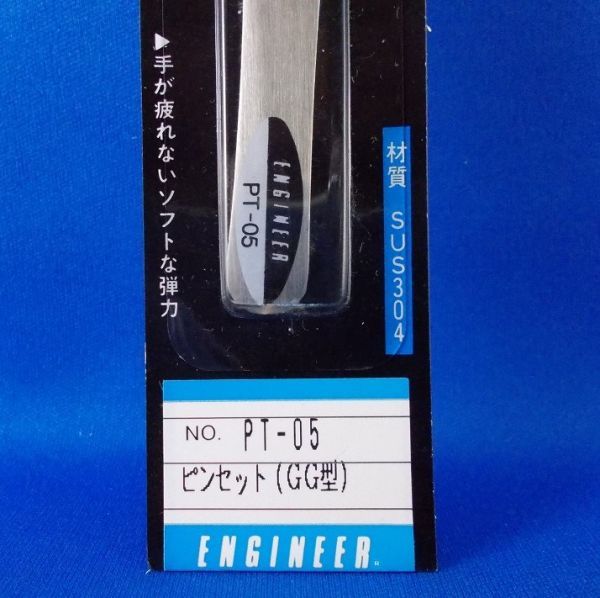 ▶手が疲れないソフトな弾力
ENGINEER
PT-05
材質 SUS304
NO. PT-05
ピンセット(GG型)
ENGINEER